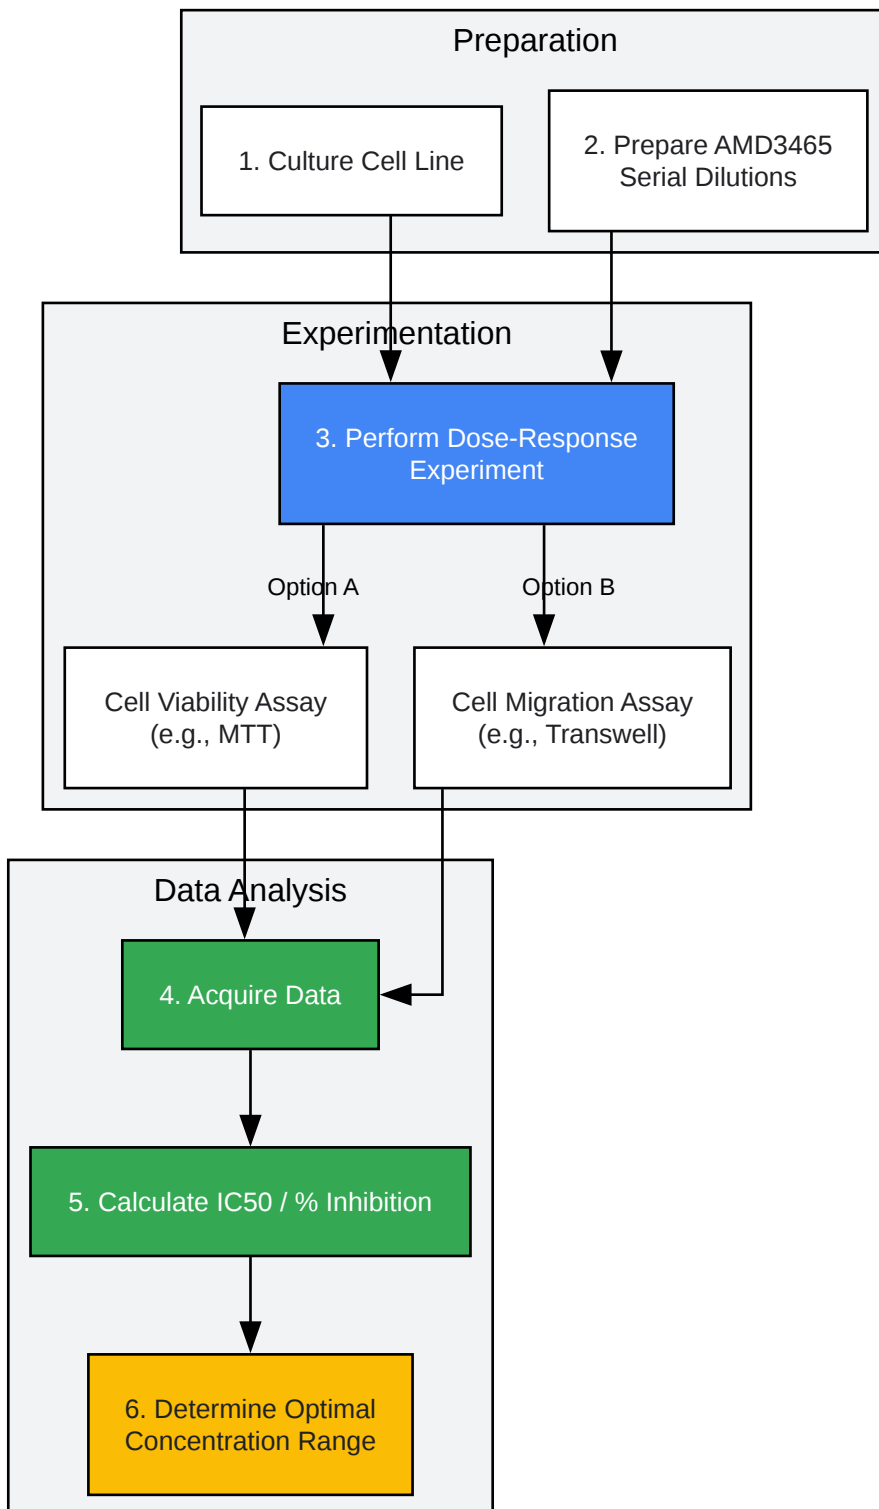 Preparation
1. Culture Cell Line
2. Prepare AMD3465
Serial Dilutions
Experimentation
3. Perform Dose-Response
Experiment
Option A
Option B
Cell Viability Assay
(e.g., MTT)
Cell Migration Assay
(e.g., Transwell)
Data Analysis
4. Acquire Data
5. Calculate IC50 / % Inhibition
6. Determine Optimal
Concentration Range